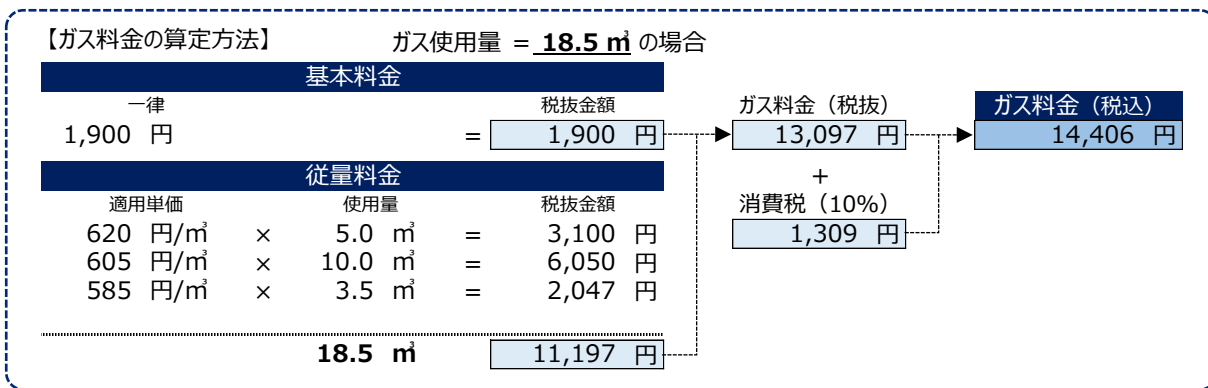 【ガス料金の算定方法】 ガス使用量 = 18.5 ㎥ の場合
基本料金
一律 税抜金額 ガス料金（税抜） ガス料金（税込）
1,900 円 = 1,900 円 13,097 円 14,406 円
従量料金 +
適用単価 使用量 税抜金額 消費税（10%）
620 円/㎥ × 5.0 ㎥ = 3,100 円 1,309 円
605 円/㎥ × 10.0 ㎥ = 6,050 円
585 円/㎥ × 3.5 ㎥ = 2,047 円
18.5 ㎥ 11,197 円